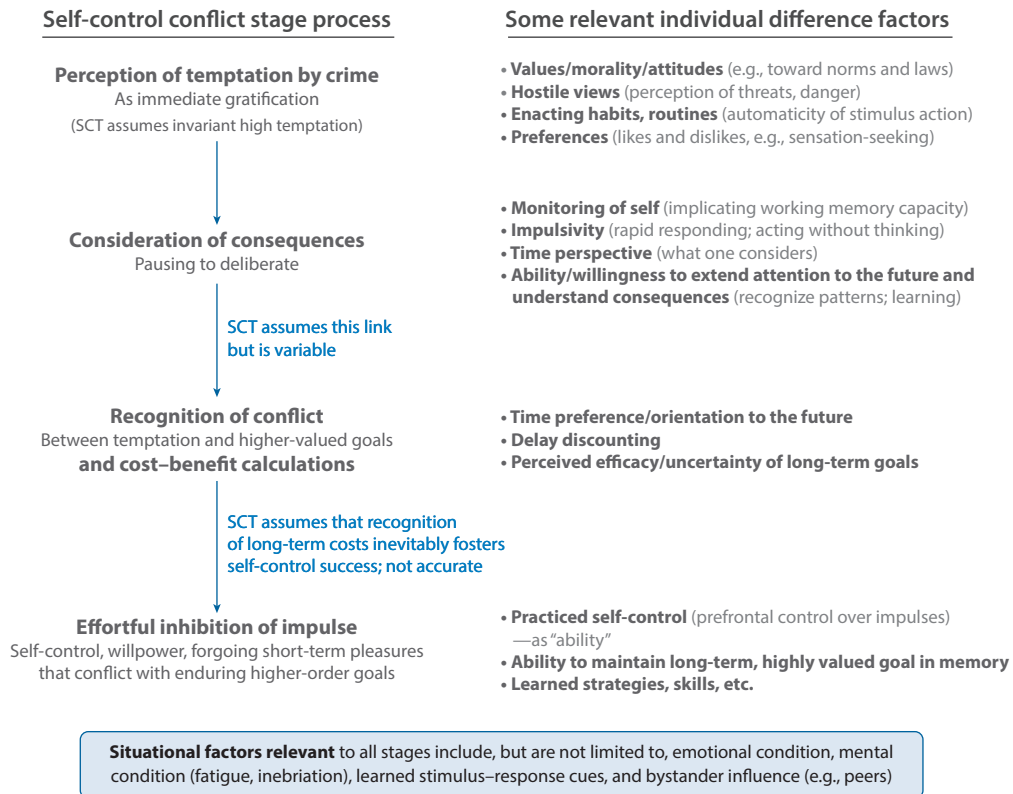 Self-control conflict stage process
Some relevant individual difference factors
Perception of temptation by crime
As immediate gratification
(SCT assumes invariant high temptation)
• Values/morality/attitudes (e.g., toward norms and laws)
• Hostile views (perception of threats, danger)
• Enacting habits, routines (automaticity of stimulus action)
• Preferences (likes and dislikes, e.g., sensation-seeking)
Consideration of consequences
Pausing to deliberate
• Monitoring of self (implicating working memory capacity)
• Impulsivity (rapid responding; acting without thinking)
• Time perspective (what one considers)
• Ability/willingness to extend attention to the future and
understand consequences (recognize patterns; learning)
SCT assumes this link
but is variable
Recognition of conflict
Between temptation and higher-valued goals
and cost–benefit calculations
• Time preference/orientation to the future
• Delay discounting
• Perceived efficacy/uncertainty of long-term goals
SCT assumes that recognition
of long-term costs inevitably fosters
self-control success; not accurate
Effortful inhibition of impulse
Self-control, willpower, forgoing short-term pleasures
that conflict with enduring higher-order goals
• Practiced self-control (prefrontal control over impulses)
—as "ability"
• Ability to maintain long-term, highly valued goal in memory
• Learned strategies, skills, etc.
Situational factors relevant to all stages include, but are not limited to, emotional condition, mental
condition (fatigue, inebriation), learned stimulus–response cues, and bystander influence (e.g., peers)